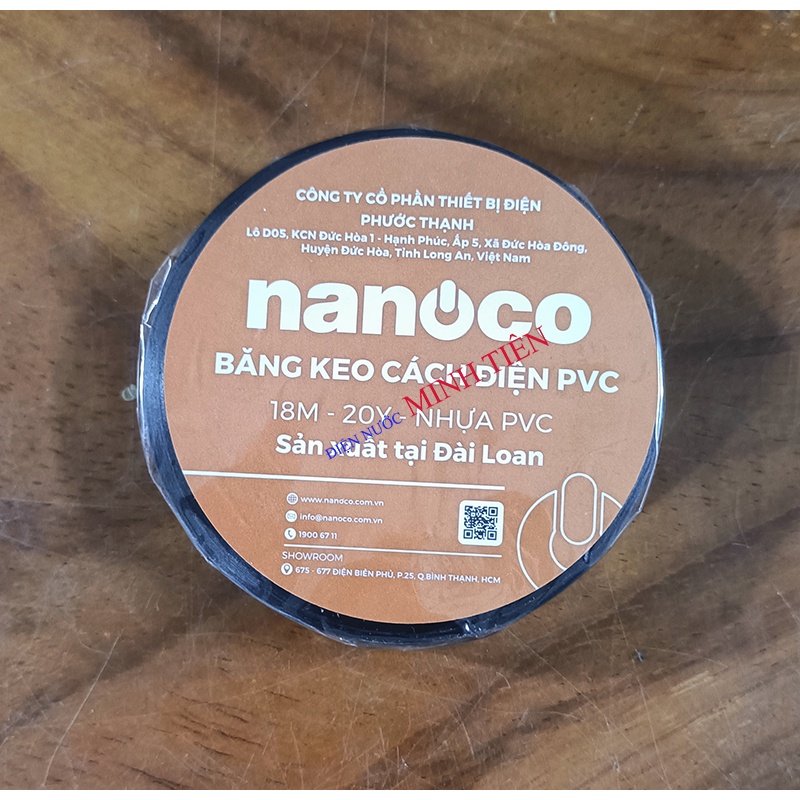 CÔNG TY CỔ PHẦN THIẾT BỊ ĐIỆN
PHƯỚC THẠNH
Lô D05, KCN Đức Hòa 1 - Hạnh Phúc, Ấp 5, Xã Đức Hòa Đông,
Huyện Đức Hòa, Tỉnh Long An, Việt Nam
nanoco
BĂNG KEO CÁCH ĐIỆN PVC
ĐIỆN NƯỚC MINH TIÊN
18M - 20Y - NHỰA PVC
Sản xuất tại Đài Loan
www.nanoco.com.vn
info@nanoco.com.vn
1900 67 11
SHOWROOM
675 - 677 ĐIỆN BIÊN PHỦ, P.25, Q.BÌNH THẠNH, HCM